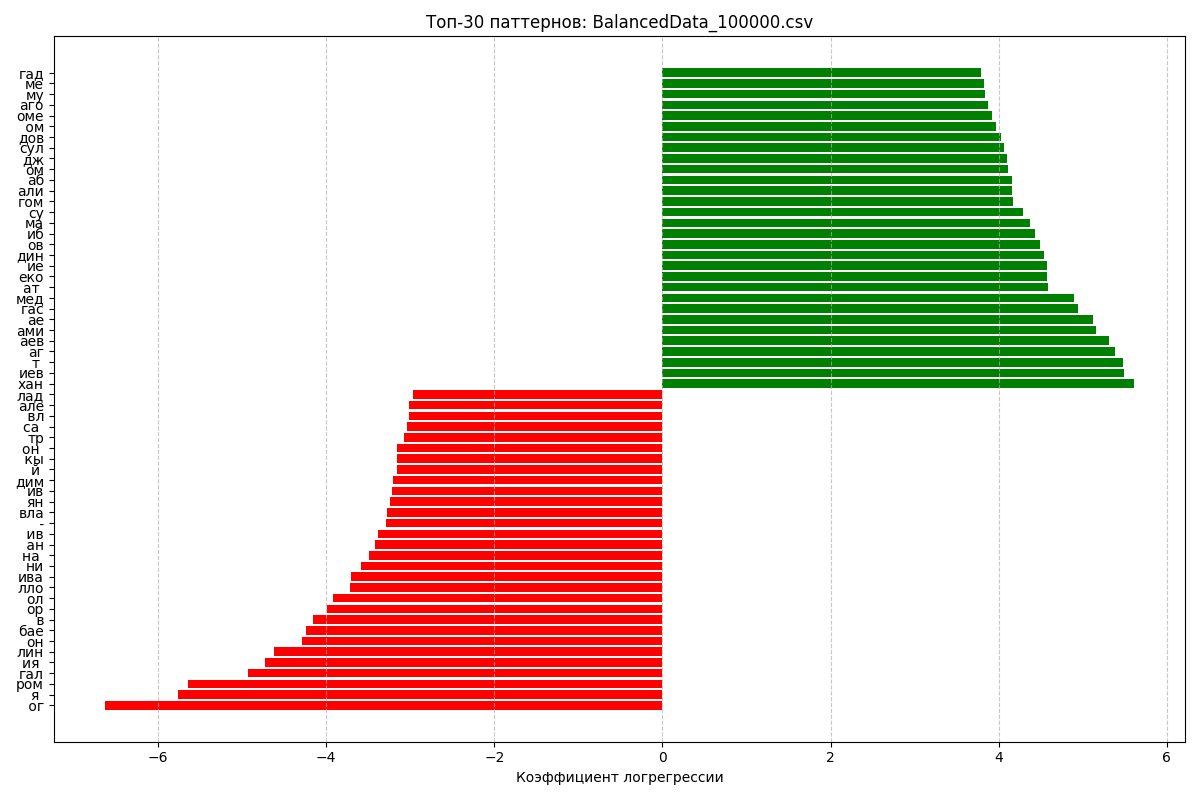 Топ-30 паттернов: BalancedData_100000.csv
гад
ме
му
аго
оме
ом
дов
сул
дж
ом
аб
али
гом
су
ма
иб
ов
дин
ие
еко
ат
мед
гас
ае
ами
аев
аг
т
иев
хан
лад
але
вл
са
тр
он
кы
й
дим
ив
ян
вла
-
ив
ан
на
ни
ива
лло
ол
ор
в
бае
он
лин
ия
гал
ром
я
ог
−6 −4 −2 0 2 4 6
Коэффициент логрегрессии